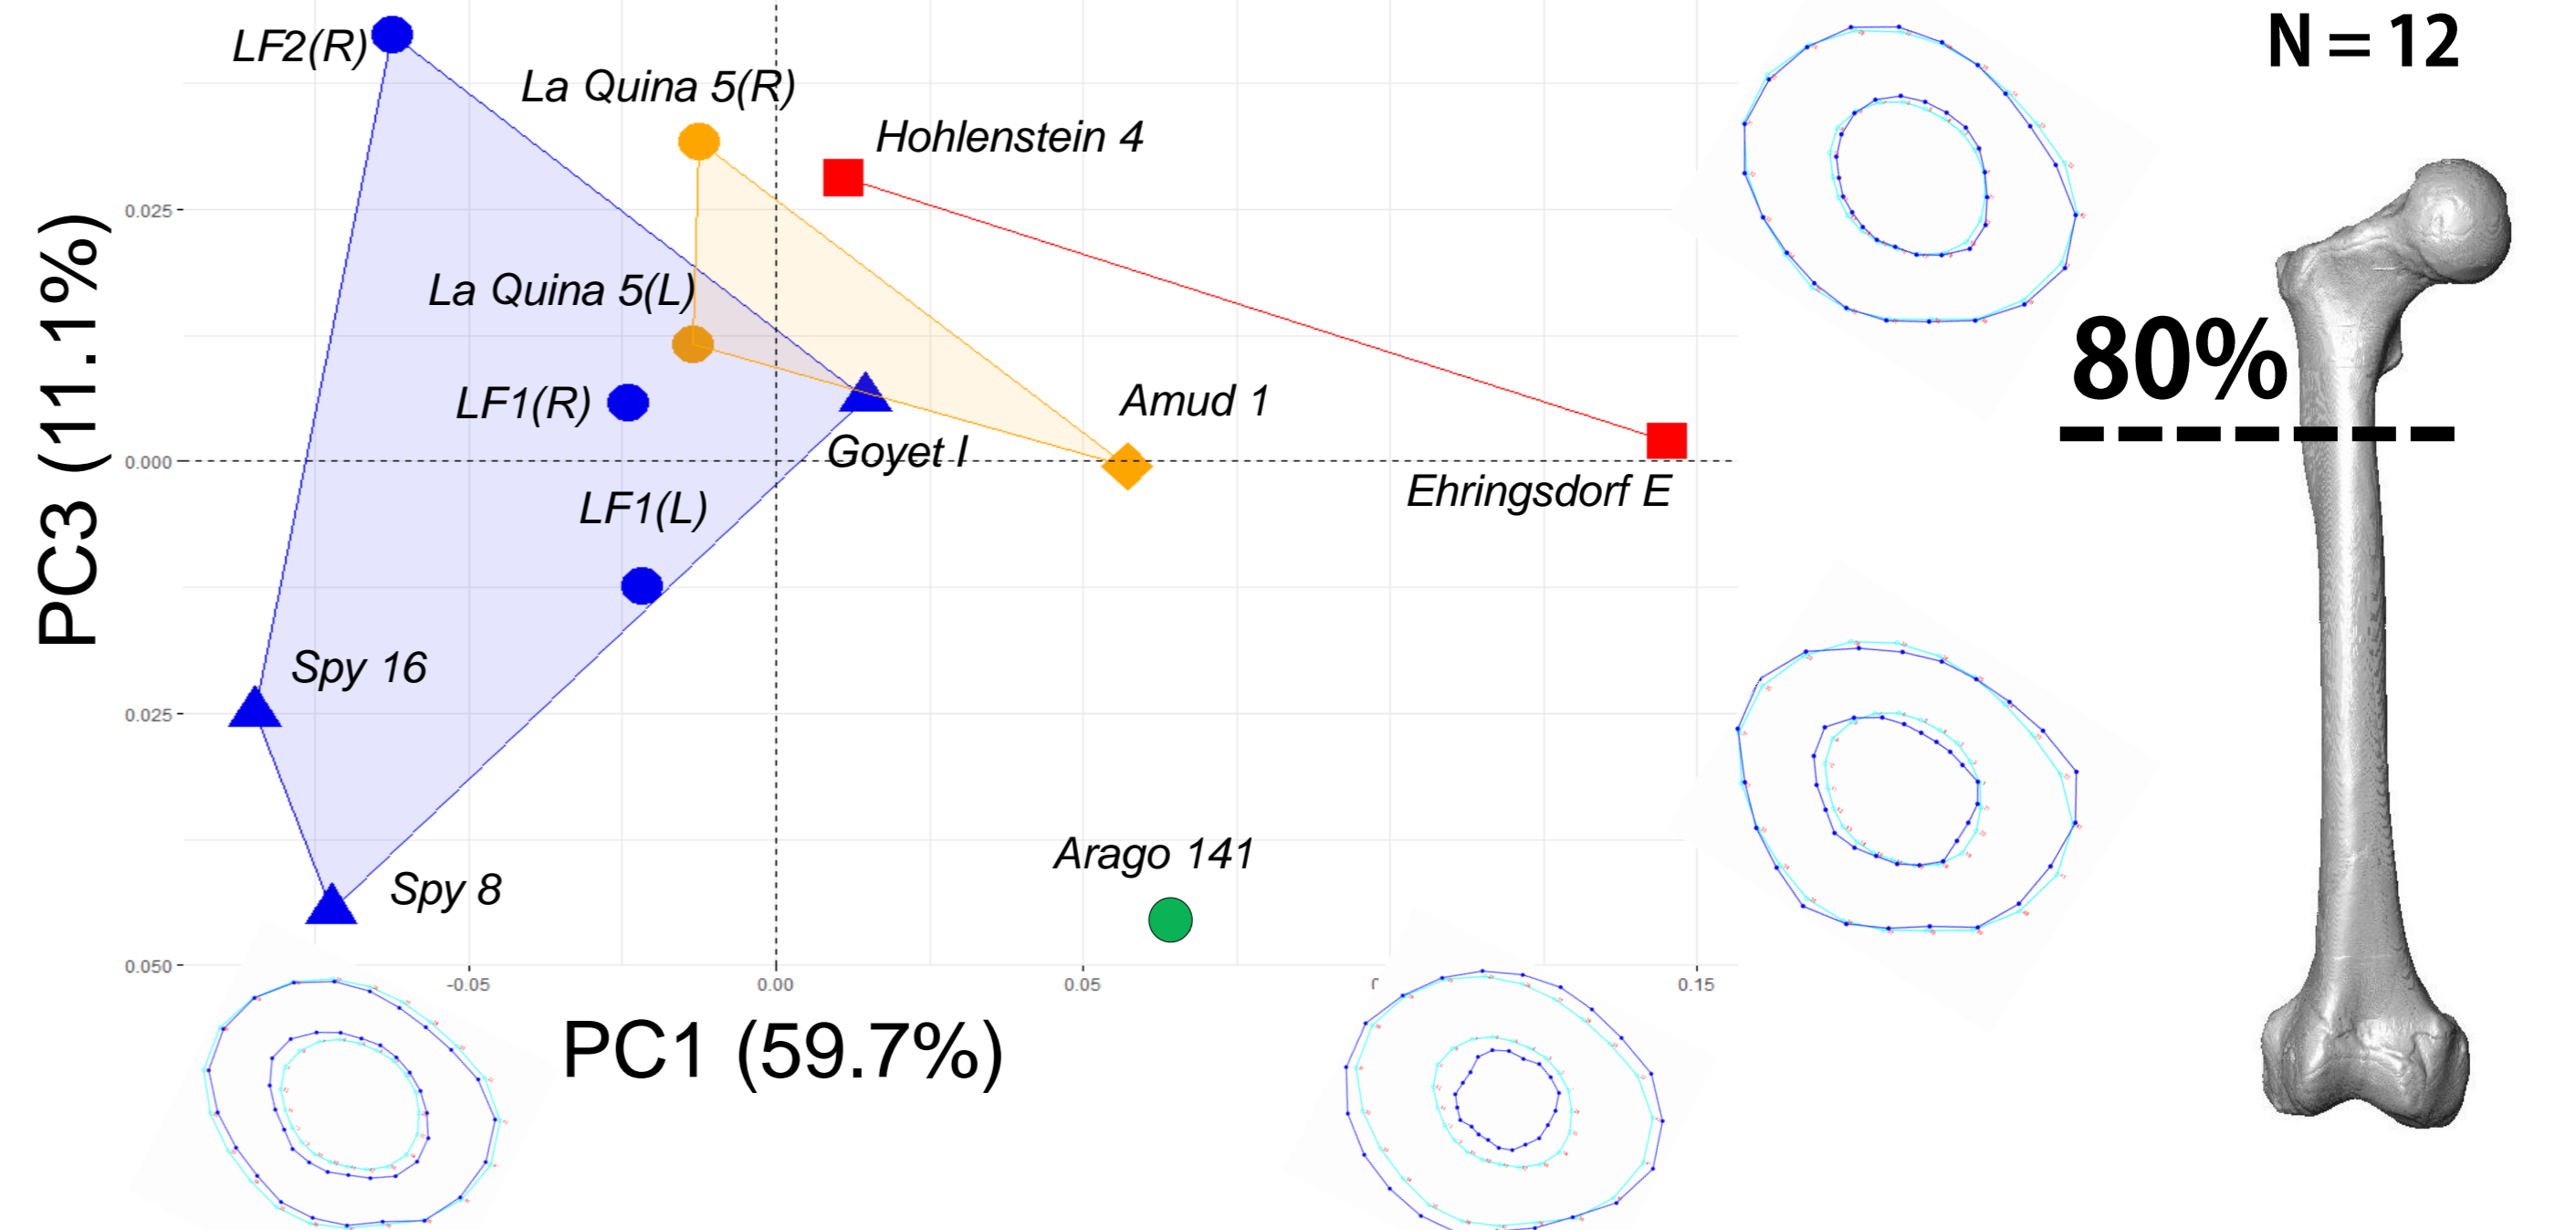 N = 12
LF2(R)
La Quina 5(R)
Hohlenstein 4
0.025
La Quina 5(L)
80%
LF1(R)
Amud 1
PC3 (11.1%)
Goyet I
0.000
Ehringsdorf E
LF1(L)
Spy 16
0.025
Arago 141
Spy 8
0.050
-0.05
0.00
0.05
0.15
PC1 (59.7%)